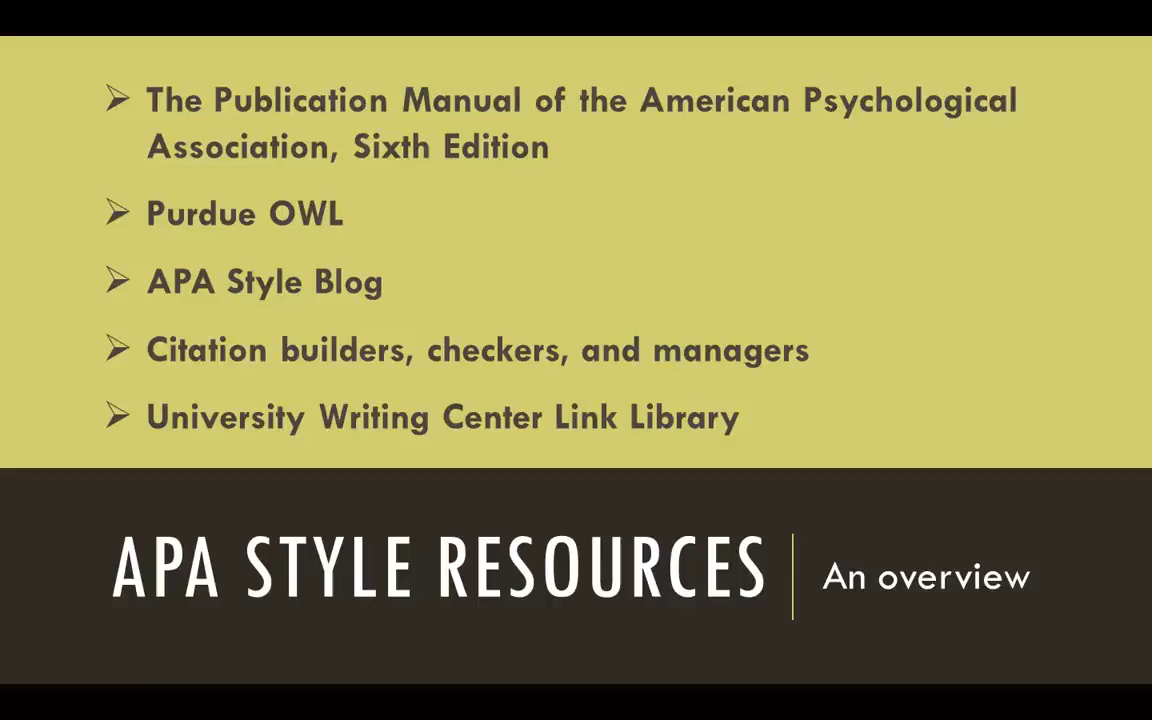 The Publication Manual of the American Psychological
Association, Sixth Edition
Purdue OWL
APA Style Blog
Citation builders, checkers, and managers
University Writing Center Link Library
APA STYLE RESOURCES
An overview